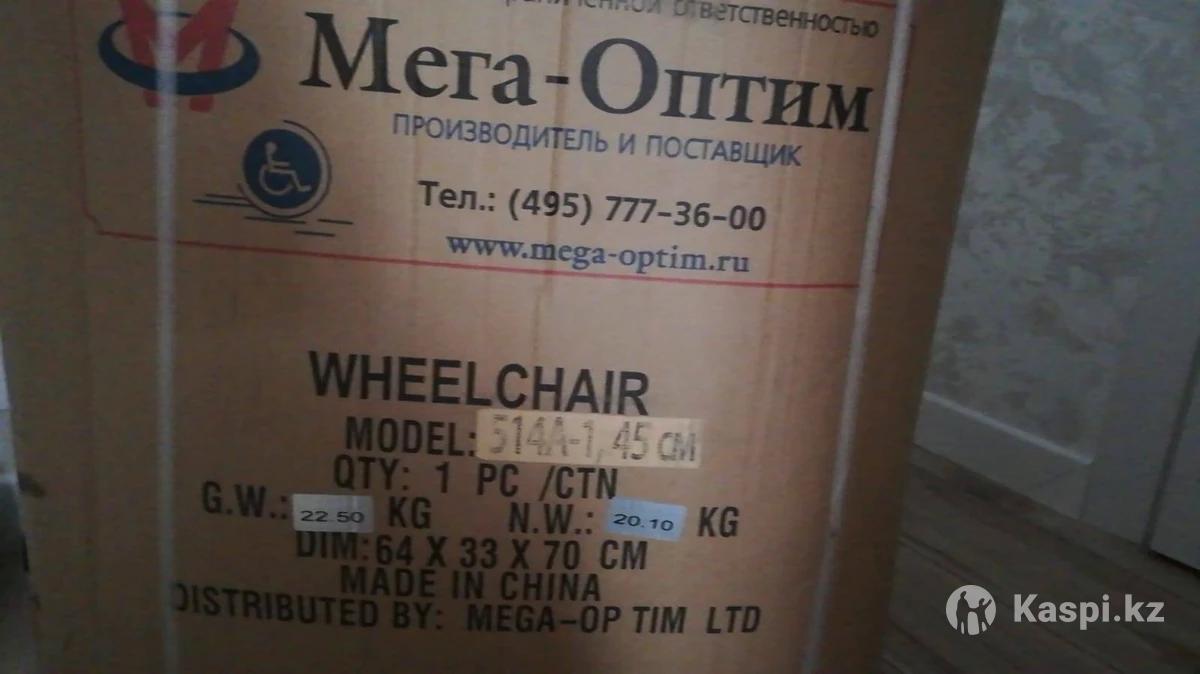 ответственностью
Мега-Оптим
ПРОИЗВОДИТЕЛЬ И ПОСТАВЩИК
Тел.: (495) 777-36-00
www.mega-optim.ru
WHEELCHAIR
MODEL: 514A-1, 45 CM
QTY: 1 PC /CTN
G.W.: 22.50 KG N.W.: 20.10 KG
DIM: 64 X 33 X 70 CM
MADE IN CHINA
DISTRIBUTED BY: MEGA-OP TIM LTD
Kaspi.kz